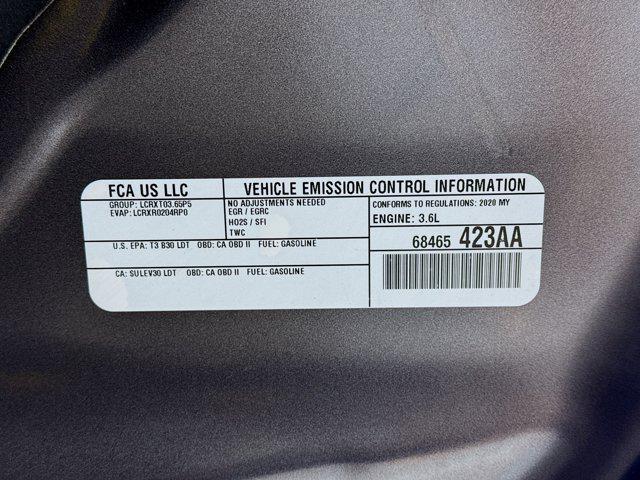 FCA US LLC
VEHICLE EMISSION CONTROL INFORMATION
GROUP: LCRXT03.65P5
EVAP: LCRXR0204RP0
NO ADJUSTMENTS NEEDED
EGR / EGRC
HO2S / SFI
TWC
CONFORMS TO REGULATIONS: 2020 MY
ENGINE: 3.6L
U.S. EPA: T3 B30 LDT OBD: CA OBD II FUEL: GASOLINE
CA: SULEV30 LDT OBD: CA OBD II FUEL: GASOLINE
68465 423AA